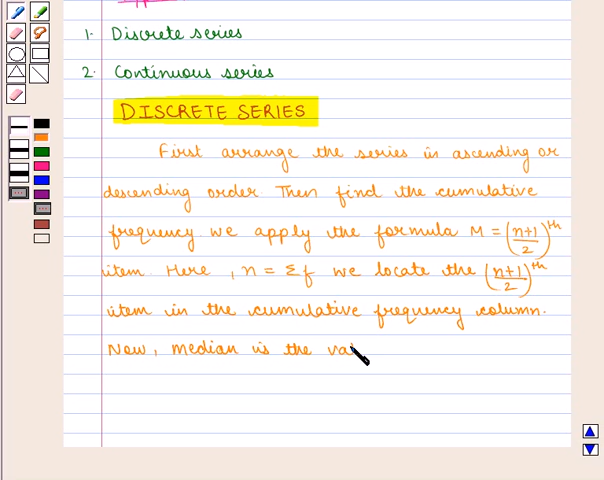 1. Discrete series
2. Continuous series
DISCRETE SERIES
First arrange the series in ascending or
descending order. Then find the cumulative
frequency. we apply the formula M = ((n+1)/2)th
item. Here, n = Σf we locate the ((n+1)/2)th
item in the cumulative frequency column.
Now, median is the va